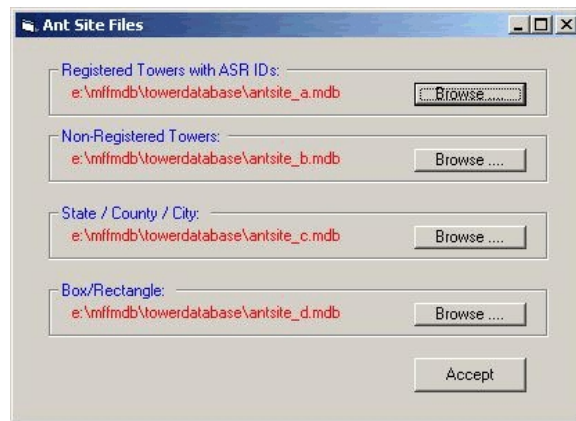 Ant Site Files
Registered Towers with ASR IDs:
e:\mffmdb\towerdatabase\antsite_a.mdb
Browse .....
Non-Registered Towers:
e:\mffmdb\towerdatabase\antsite_b.mdb
Browse ....
State / County / City:
e:\mffmdb\towerdatabase\antsite_c.mdb
Browse ....
Box/Rectangle:
e:\mffmdb\towerdatabase\antsite_d.mdb
Browse ....
Accept